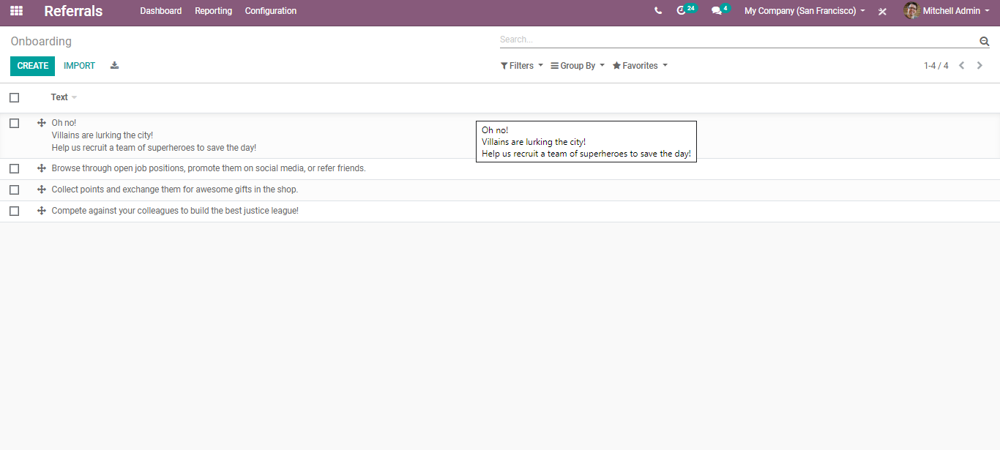 Referrals Dashboard Reporting Configuration 24 4 My Company (San Francisco) Mitchell Admin
Onboarding Search...
CREATE IMPORT Filters Group By Favorites 1-4 / 4
Text
Oh no!
Villains are lurking the city!
Help us recruit a team of superheroes to save the day!
Oh no!
Villains are lurking the city!
Help us recruit a team of superheroes to save the day!
Browse through open job positions, promote them on social media, or refer friends.
Collect points and exchange them for awesome gifts in the shop.
Compete against your colleagues to build the best justice league!